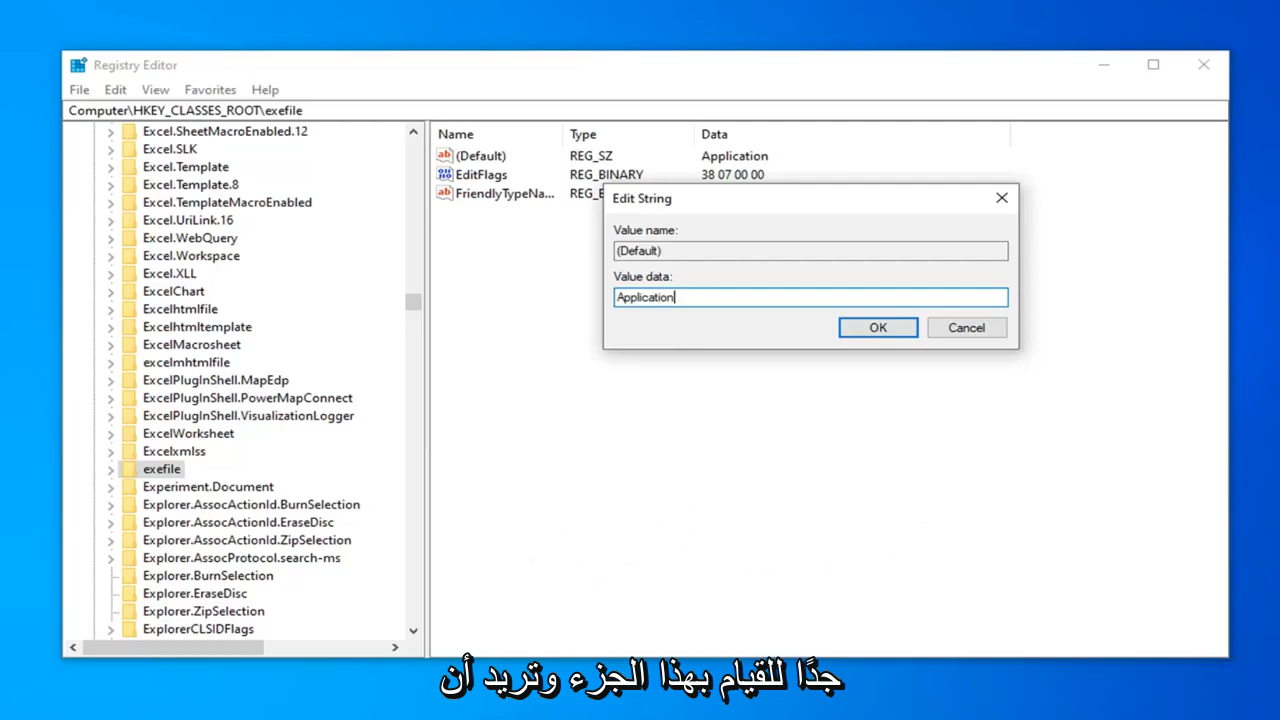 Registry Editor
File Edit View Favorites Help
Computer\HKEY_CLASSES_ROOT\exefile
Excel.SheetMacroEnabled.12
Excel.SLK
Excel.Template
Excel.Template.8
Excel.TemplateMacroEnabled
Excel.UriLink.16
Excel.WebQuery
Excel.Workspace
Excel.XLL
ExcelChart
Excelhtmlfile
Excelhtmltemplate
ExcelMacrosheet
excelmhtmlfile
ExcelPlugInShell.MapEdp
ExcelPlugInShell.PowerMapConnect
ExcelPlugInShell.VisualizationLogger
ExcelWorksheet
Excelxmlss
exefile
Experiment.Document
Explorer.AssocActionId.BurnSelection
Explorer.AssocActionId.EraseDisc
Explorer.AssocActionId.ZipSelection
Explorer.AssocProtocol.search-ms
Explorer.BurnSelection
Explorer.EraseDisc
Explorer.ZipSelection
ExplorerCLSIDFlags
Name Type Data
(Default) REG_SZ Application
EditFlags REG_BINARY 38 07 00 00
FriendlyTypeNa... REG_E
Edit String
Value name:
(Default)
Value data:
Application
OK Cancel
جدًا للقيام بهذا الجزء وتريد أن